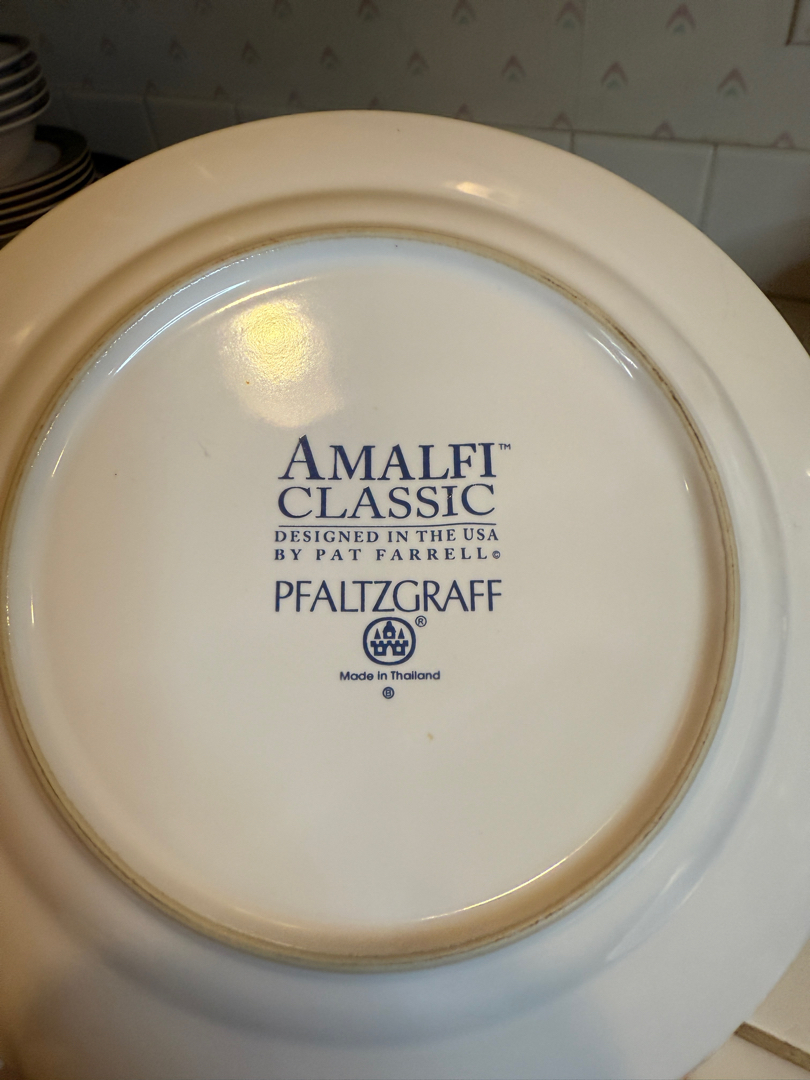 AMALFI™
CLASSIC
DESIGNED IN THE USA
BY PAT FARRELL©
PFALTZGRAFF
®
Made in Thailand
Ⓑ